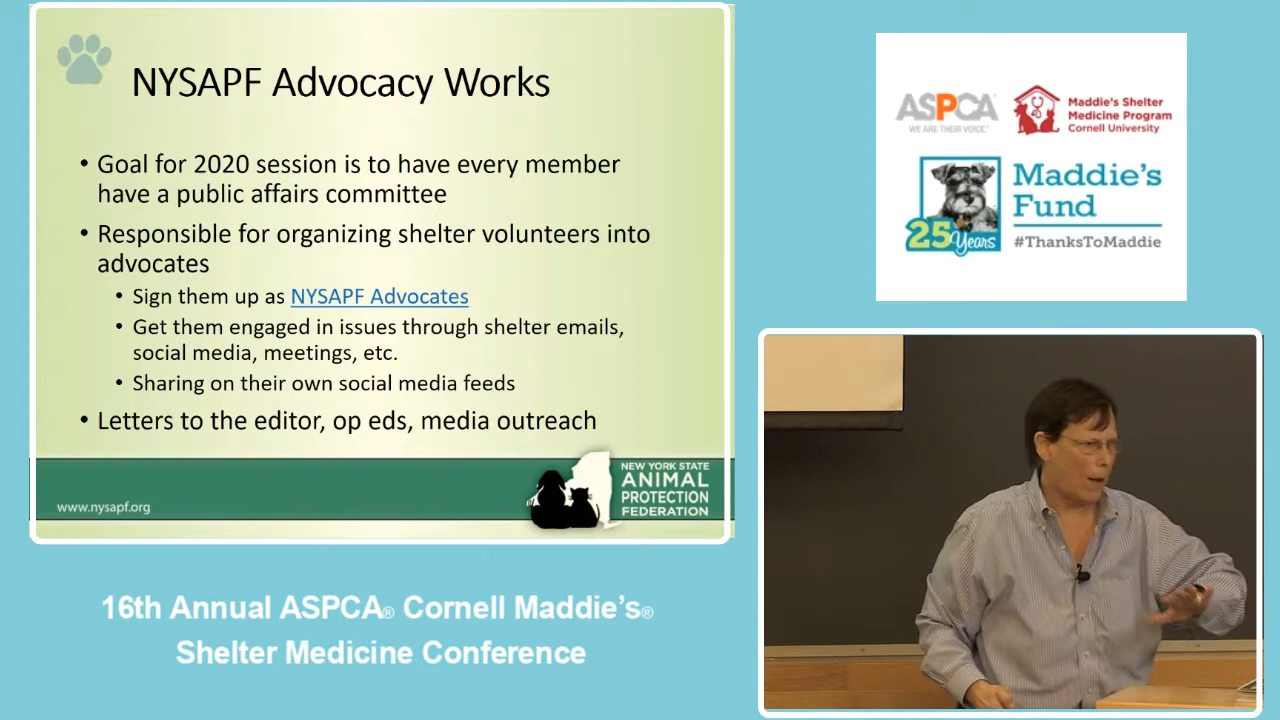 NYSAPF Advocacy Works
• Goal for 2020 session is to have every member
have a public affairs committee
• Responsible for organizing shelter volunteers into
advocates
• Sign them up as NYSAPF Advocates
• Get them engaged in issues through shelter emails,
social media, meetings, etc.
• Sharing on their own social media feeds
• Letters to the editor, op eds, media outreach
www.nysapf.org
NEW YORK STATE
ANIMAL
PROTECTION
FEDERATION
ASPCA
WE ARE THEIR VOICE™
Maddie's Shelter
Medicine Program
Cornell University
25 Years
Maddie's
Fund
#ThanksToMaddie
16th Annual ASPCA® Cornell Maddie’s®
Shelter Medicine Conference